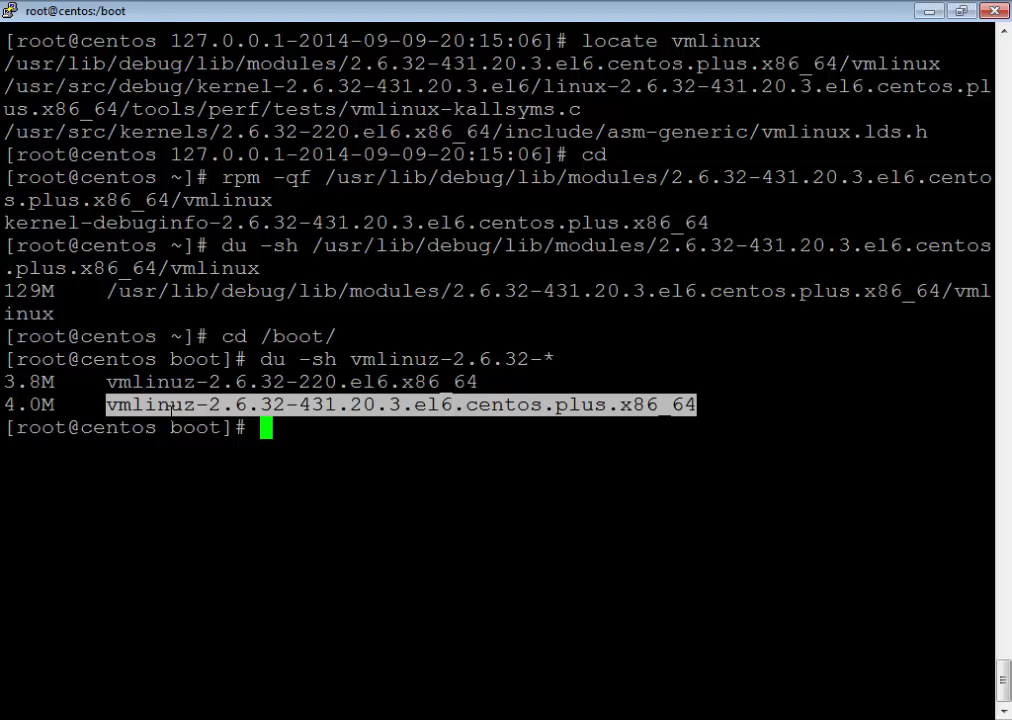 root@centos:/boot
[root@centos 127.0.0.1-2014-09-09-20:15:06]# locate vmlinux
/usr/lib/debug/lib/modules/2.6.32-431.20.3.el6.centos.plus.x86_64/vmlinux
/usr/src/debug/kernel-2.6.32-431.20.3.el6/linux-2.6.32-431.20.3.el6.centos.pl
us.x86_64/tools/perf/tests/vmlinux-kallsyms.c
/usr/src/kernels/2.6.32-220.el6.x86_64/include/asm-generic/vmlinux.lds.h
[root@centos 127.0.0.1-2014-09-09-20:15:06]# cd
[root@centos ~]# rpm -qf /usr/lib/debug/lib/modules/2.6.32-431.20.3.el6.cento
s.plus.x86_64/vmlinux
kernel-debuginfo-2.6.32-431.20.3.el6.centos.plus.x86_64
[root@centos ~]# du -sh /usr/lib/debug/lib/modules/2.6.32-431.20.3.el6.centos
.plus.x86_64/vmlinux
129M    /usr/lib/debug/lib/modules/2.6.32-431.20.3.el6.centos.plus.x86_64/vml
inux
[root@centos ~]# cd /boot/
[root@centos boot]# du -sh vmlinuz-2.6.32-*
3.8M    vmlinuz-2.6.32-220.el6.x86_64
4.0M    vmlinuz-2.6.32-431.20.3.el6.centos.plus.x86_64
[root@centos boot]#